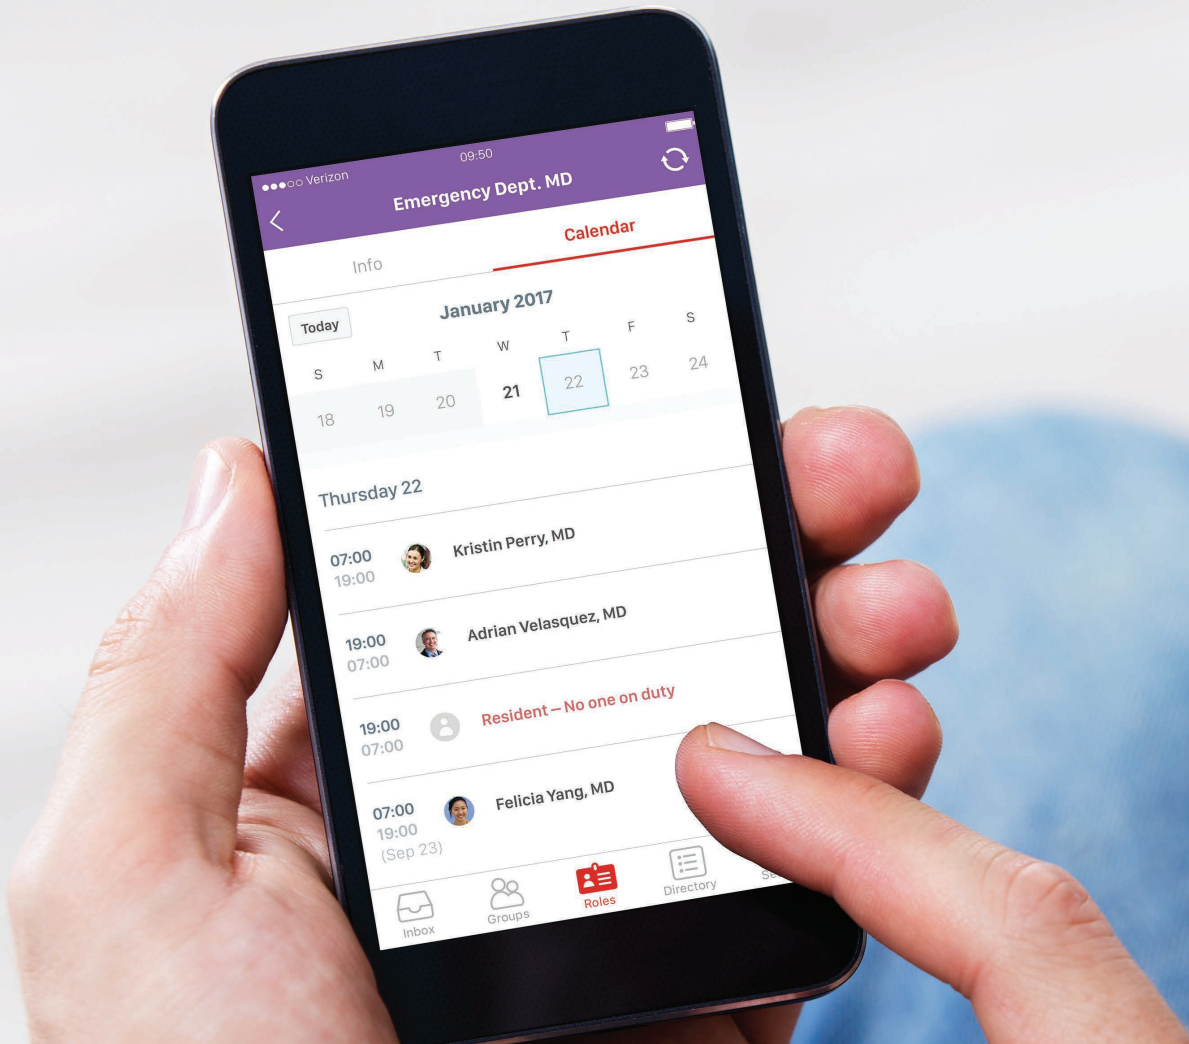 ●●●○○ Verizon 09:50
Emergency Dept. MD
Info Calendar
Today January 2017
S M T W T F S
18 19 20 21 22 23 24
Thursday 22
07:00 Kristin Perry, MD
19:00
19:00 Adrian Velasquez, MD
07:00
19:00 Resident – No one on duty
07:00
07:00 Felicia Yang, MD
19:00
(Sep 23)
Inbox Groups Roles Directory